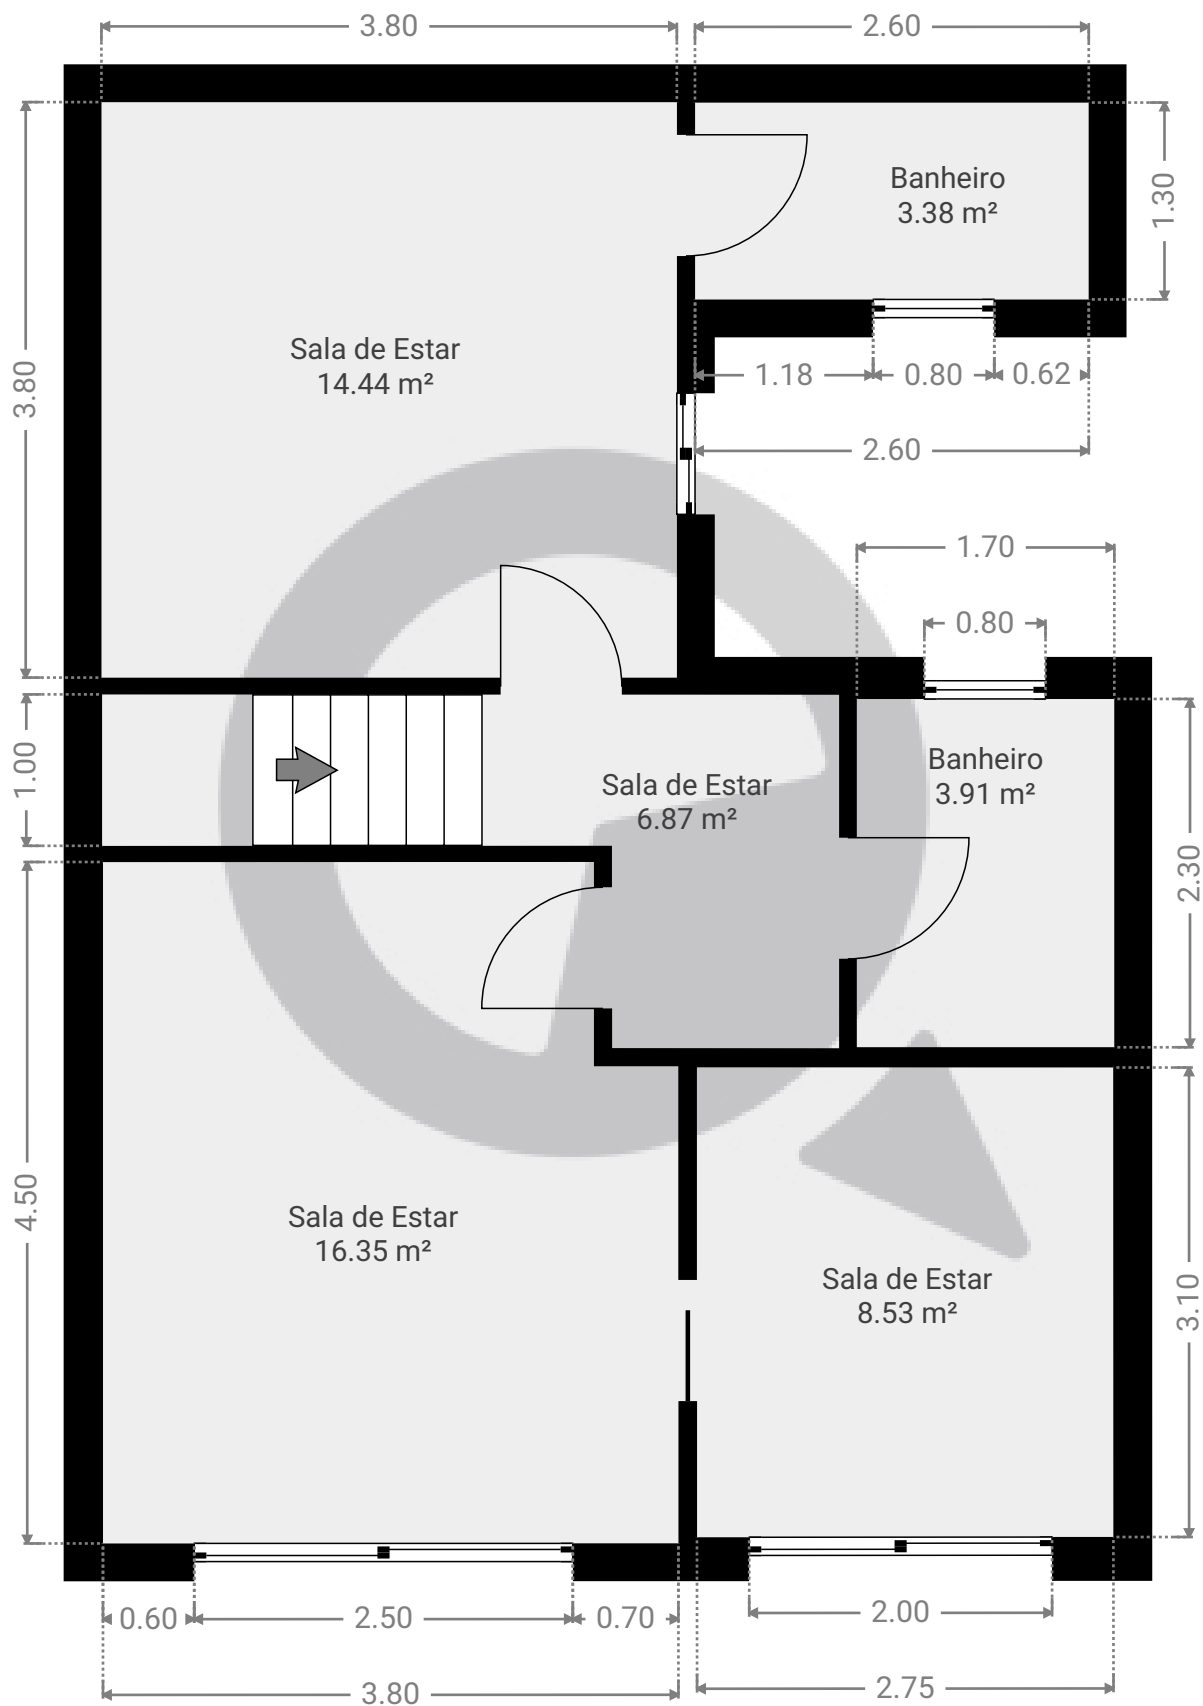 3.80
2.60
Banheiro
3.38 m²
1.30
Sala de Estar
14.44 m²
3.80
1.18
0.80
0.62
2.60
1.70
0.80
1.00
Sala de Estar
6.87 m²
Banheiro
3.91 m²
2.30
4.50
Sala de Estar
16.35 m²
Sala de Estar
8.53 m²
3.10
0.60
2.50
0.70
2.00
3.80
2.75